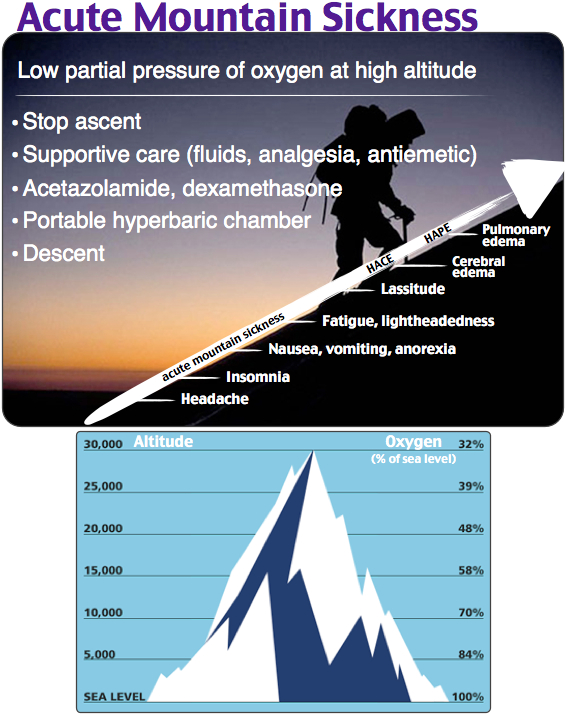 Acute Mountain Sickness
Low partial pressure of oxygen at high altitude
• Stop ascent
• Supportive care (fluids, analgesia, antiemetic)
• Acetazolamide, dexamethasone
• Portable hyperbaric chamber
• Descent
HAPE
Pulmonary
edema
HACE
Cerebral
edema
Lassitude
acute mountain sickness
Fatigue, lightheadedness
Nausea, vomiting, anorexia
Insomnia
Headache
30,000 Altitude Oxygen 32%
(% of sea level)
25,000 39%
20,000 48%
15,000 58%
10,000 70%
5,000 84%
SEA LEVEL 100%